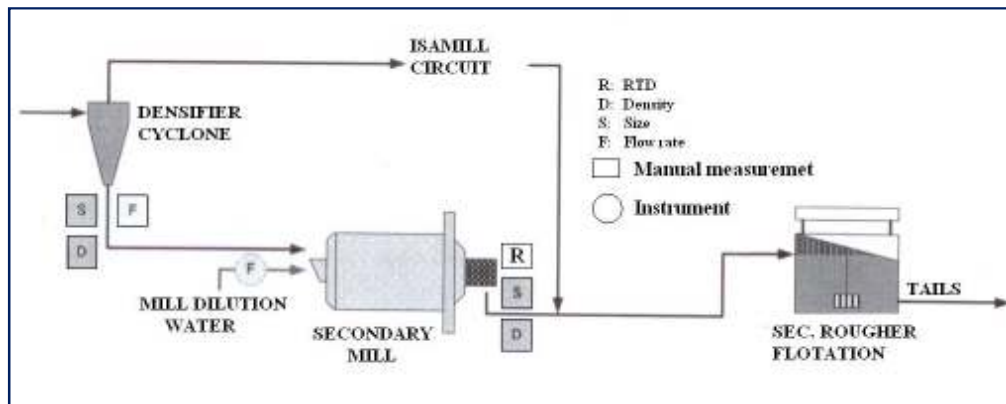 ISAMILL
CIRCUIT
DENSIFIER
CYCLONE
R: RTD
D: Density
S: Size
F: Flow rate
Manual measuremet
Instrument
S
F
D
F
MILL DILUTION
WATER
SECONDARY
MILL
R
S
D
TAILS
SEC. ROUGHER
FLOTATION